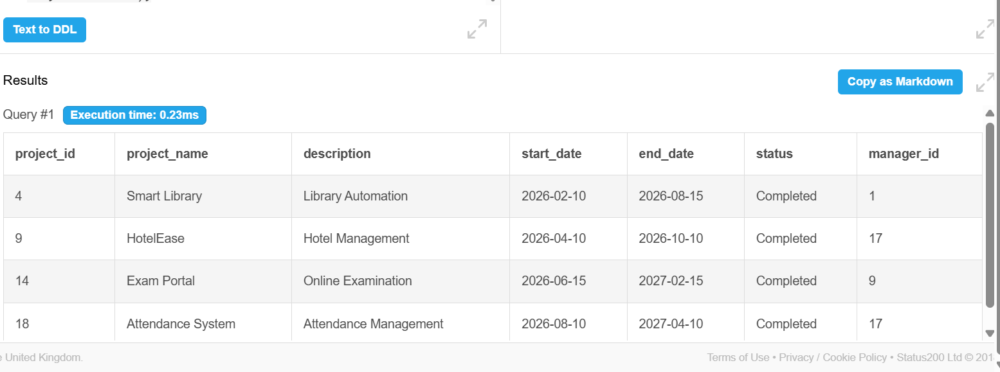 Text to DDL
Results
Copy as Markdown
Query #1 Execution time: 0.23ms
project_id project_name description start_date end_date status manager_id
4 Smart Library Library Automation 2026-02-10 2026-08-15 Completed 1
9 HotelEase Hotel Management 2026-04-10 2026-10-10 Completed 17
14 Exam Portal Online Examination 2026-06-15 2027-02-15 Completed 9
18 Attendance System Attendance Management 2026-08-10 2027-04-10 Completed 17
United Kingdom.
Terms of Use • Privacy / Cookie Policy • Status200 Ltd ©